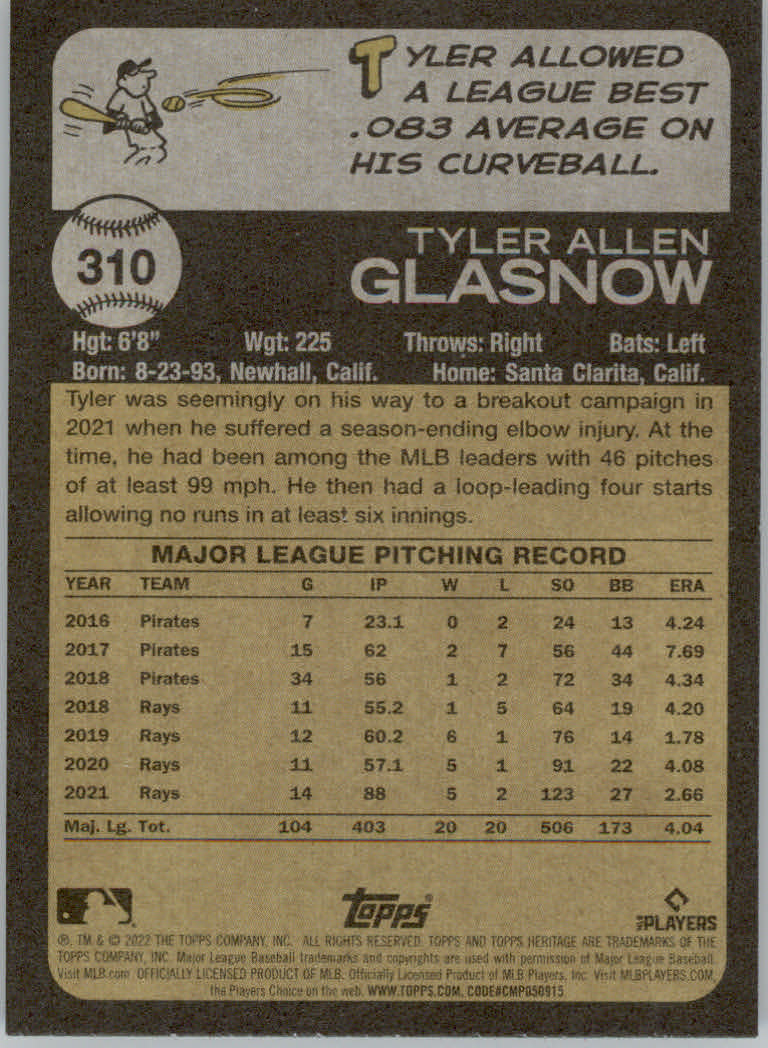 TYLER ALLOWED
A LEAGUE BEST
.083 AVERAGE ON
HIS CURVEBALL.
310
TYLER ALLEN
GLASNOW
Hgt: 6'8" Wgt: 225 Throws: Right Bats: Left
Born: 8-23-93, Newhall, Calif. Home: Santa Clarita, Calif.
Tyler was seemingly on his way to a breakout campaign in
2021 when he suffered a season-ending elbow injury. At the
time, he had been among the MLB leaders with 46 pitches
of at least 99 mph. He then had a loop-leading four starts
allowing no runs in at least six innings.
MAJOR LEAGUE PITCHING RECORD
YEAR TEAM G IP W L SO BB ERA
2016 Pirates 7 23.1 0 2 24 13 4.24
2017 Pirates 15 62 2 7 56 44 7.69
2018 Pirates 34 56 1 2 72 34 4.34
2018 Rays 11 55.2 1 5 64 19 4.20
2019 Rays 12 60.2 6 1 76 14 1.78
2020 Rays 11 57.1 5 1 91 22 4.08
2021 Rays 14 88 5 2 123 27 2.66
Maj. Lg. Tot. 104 403 20 20 506 173 4.04
Topps
MLB PLAYERS
®, TM & © 2022 THE TOPPS COMPANY, INC. ALL RIGHTS RESERVED. TOPPS AND TOPPS HERITAGE ARE TRADEMARKS OF THE
TOPPS COMPANY, INC. Major League Baseball trademarks and copyrights are used with permission of Major League Baseball.
Visit MLB.com OFFICIALLY LICENSED PRODUCT OF MLB. Officially Licensed Product of MLB Players, Inc. Visit MLBPLAYERS.COM,
the Players Choice on the web. WWW.TOPPS.COM, CODE#CMP050915